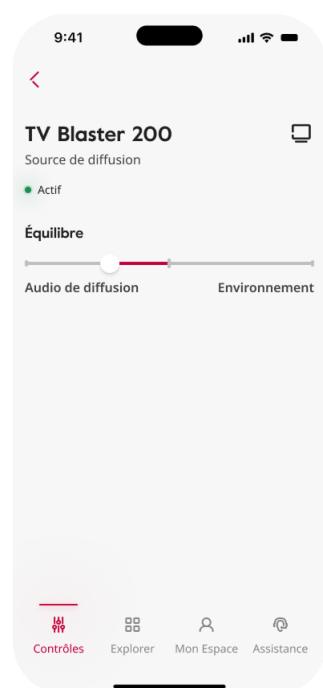 9:41
TV Blaster 200
Source de diffusion
Actif
Équilibre
Audio de diffusion Environnement
Contrôles Explorer Mon Espace Assistance